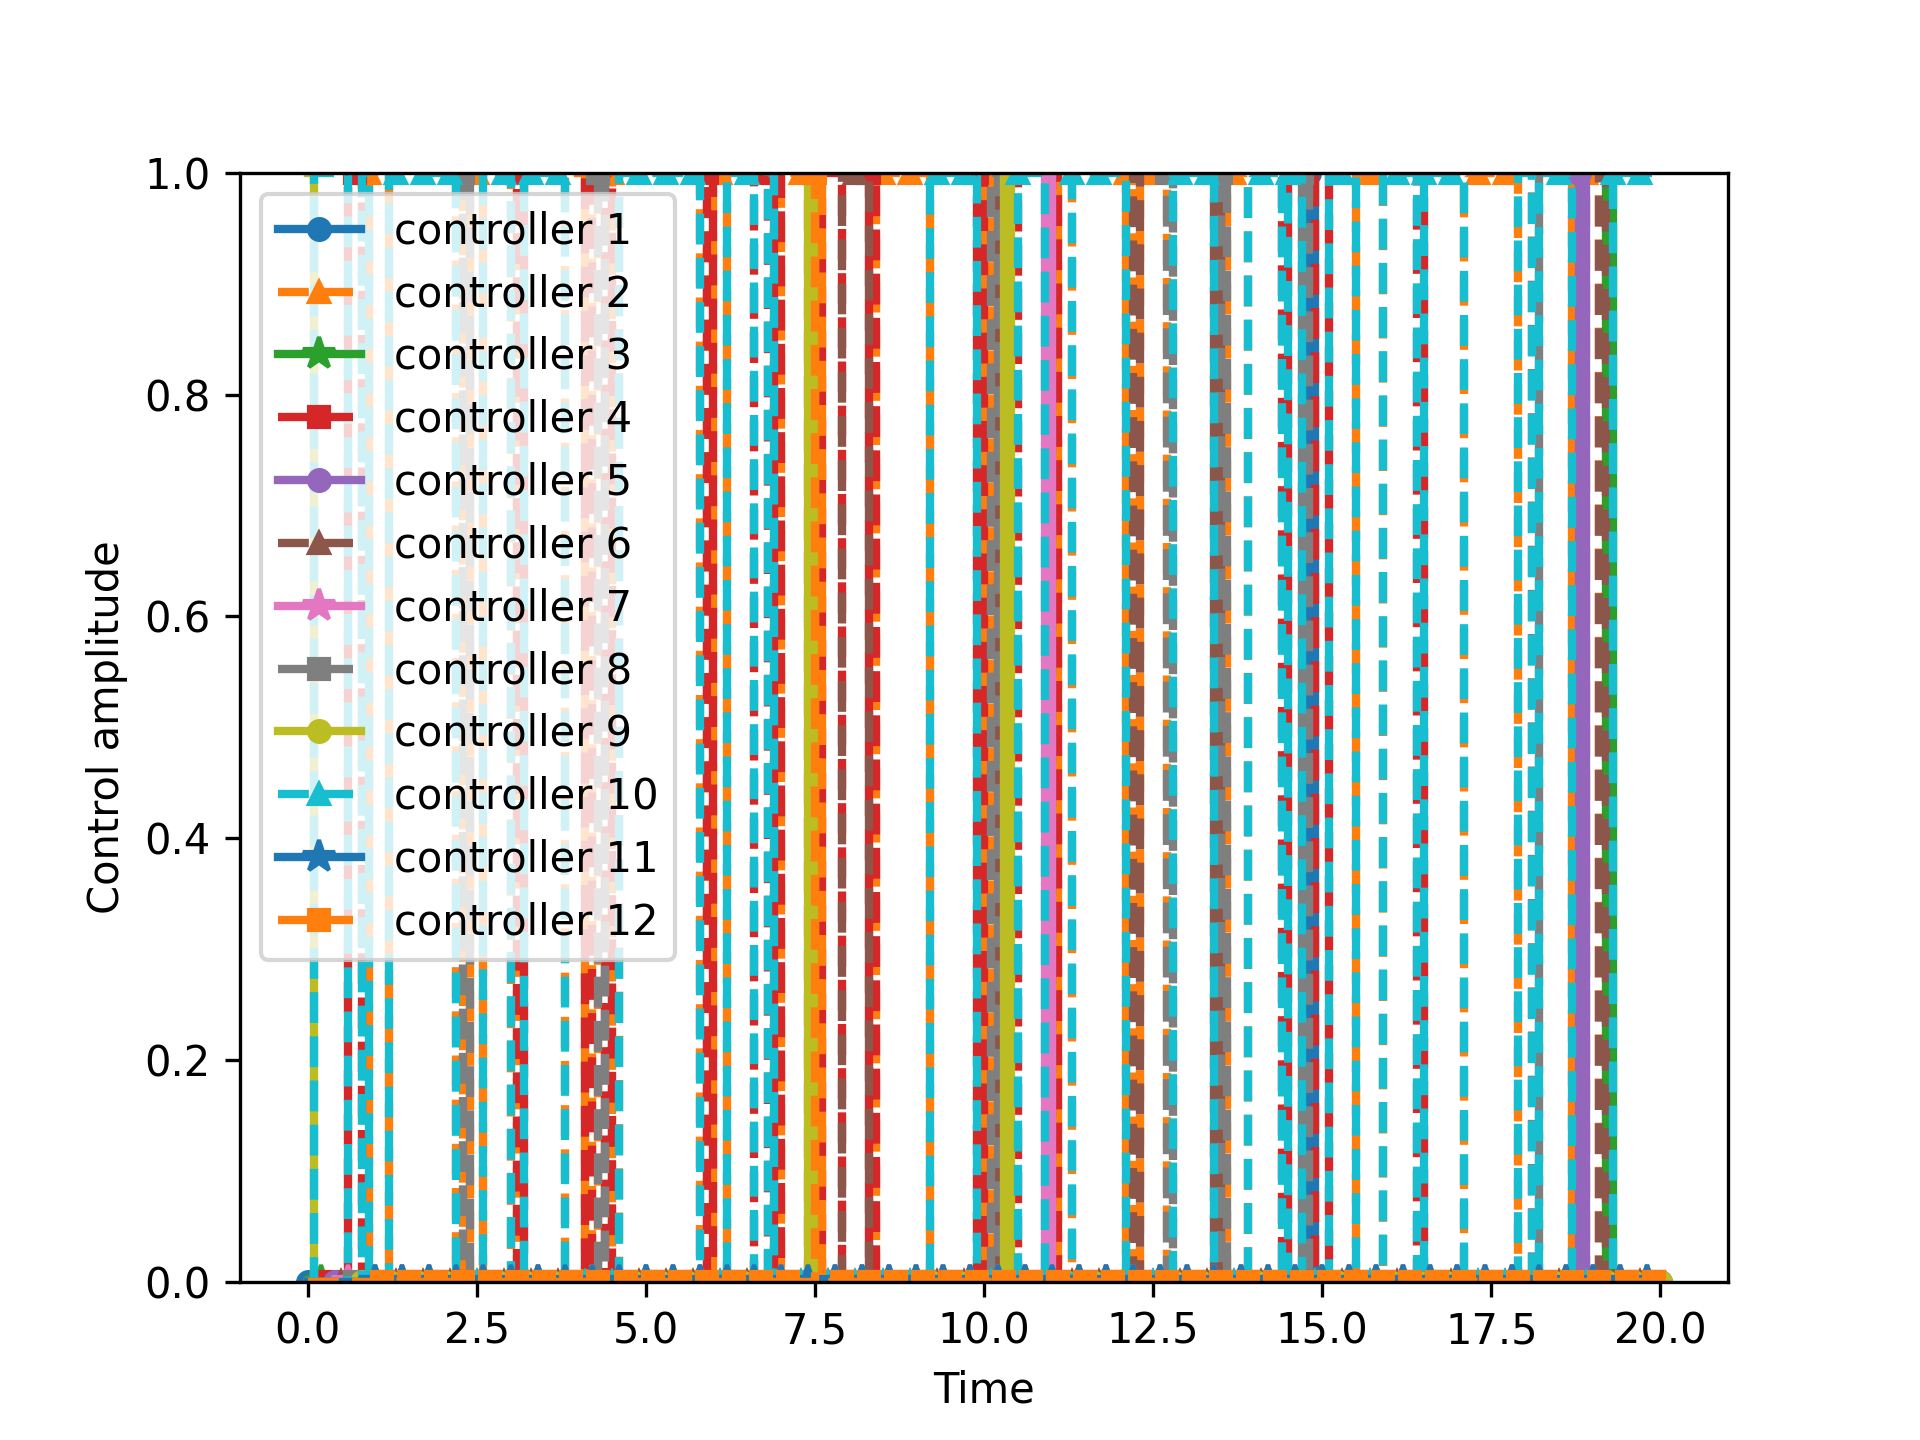 1.0
0.8
0.6
0.4
0.2
0.0
Control amplitude
controller 1
controller 2
controller 3
controller 4
controller 5
controller 6
controller 7
controller 8
controller 9
controller 10
controller 11
controller 12
0.0 2.5 5.0 7.5 10.0 12.5 15.0 17.5 20.0
Time